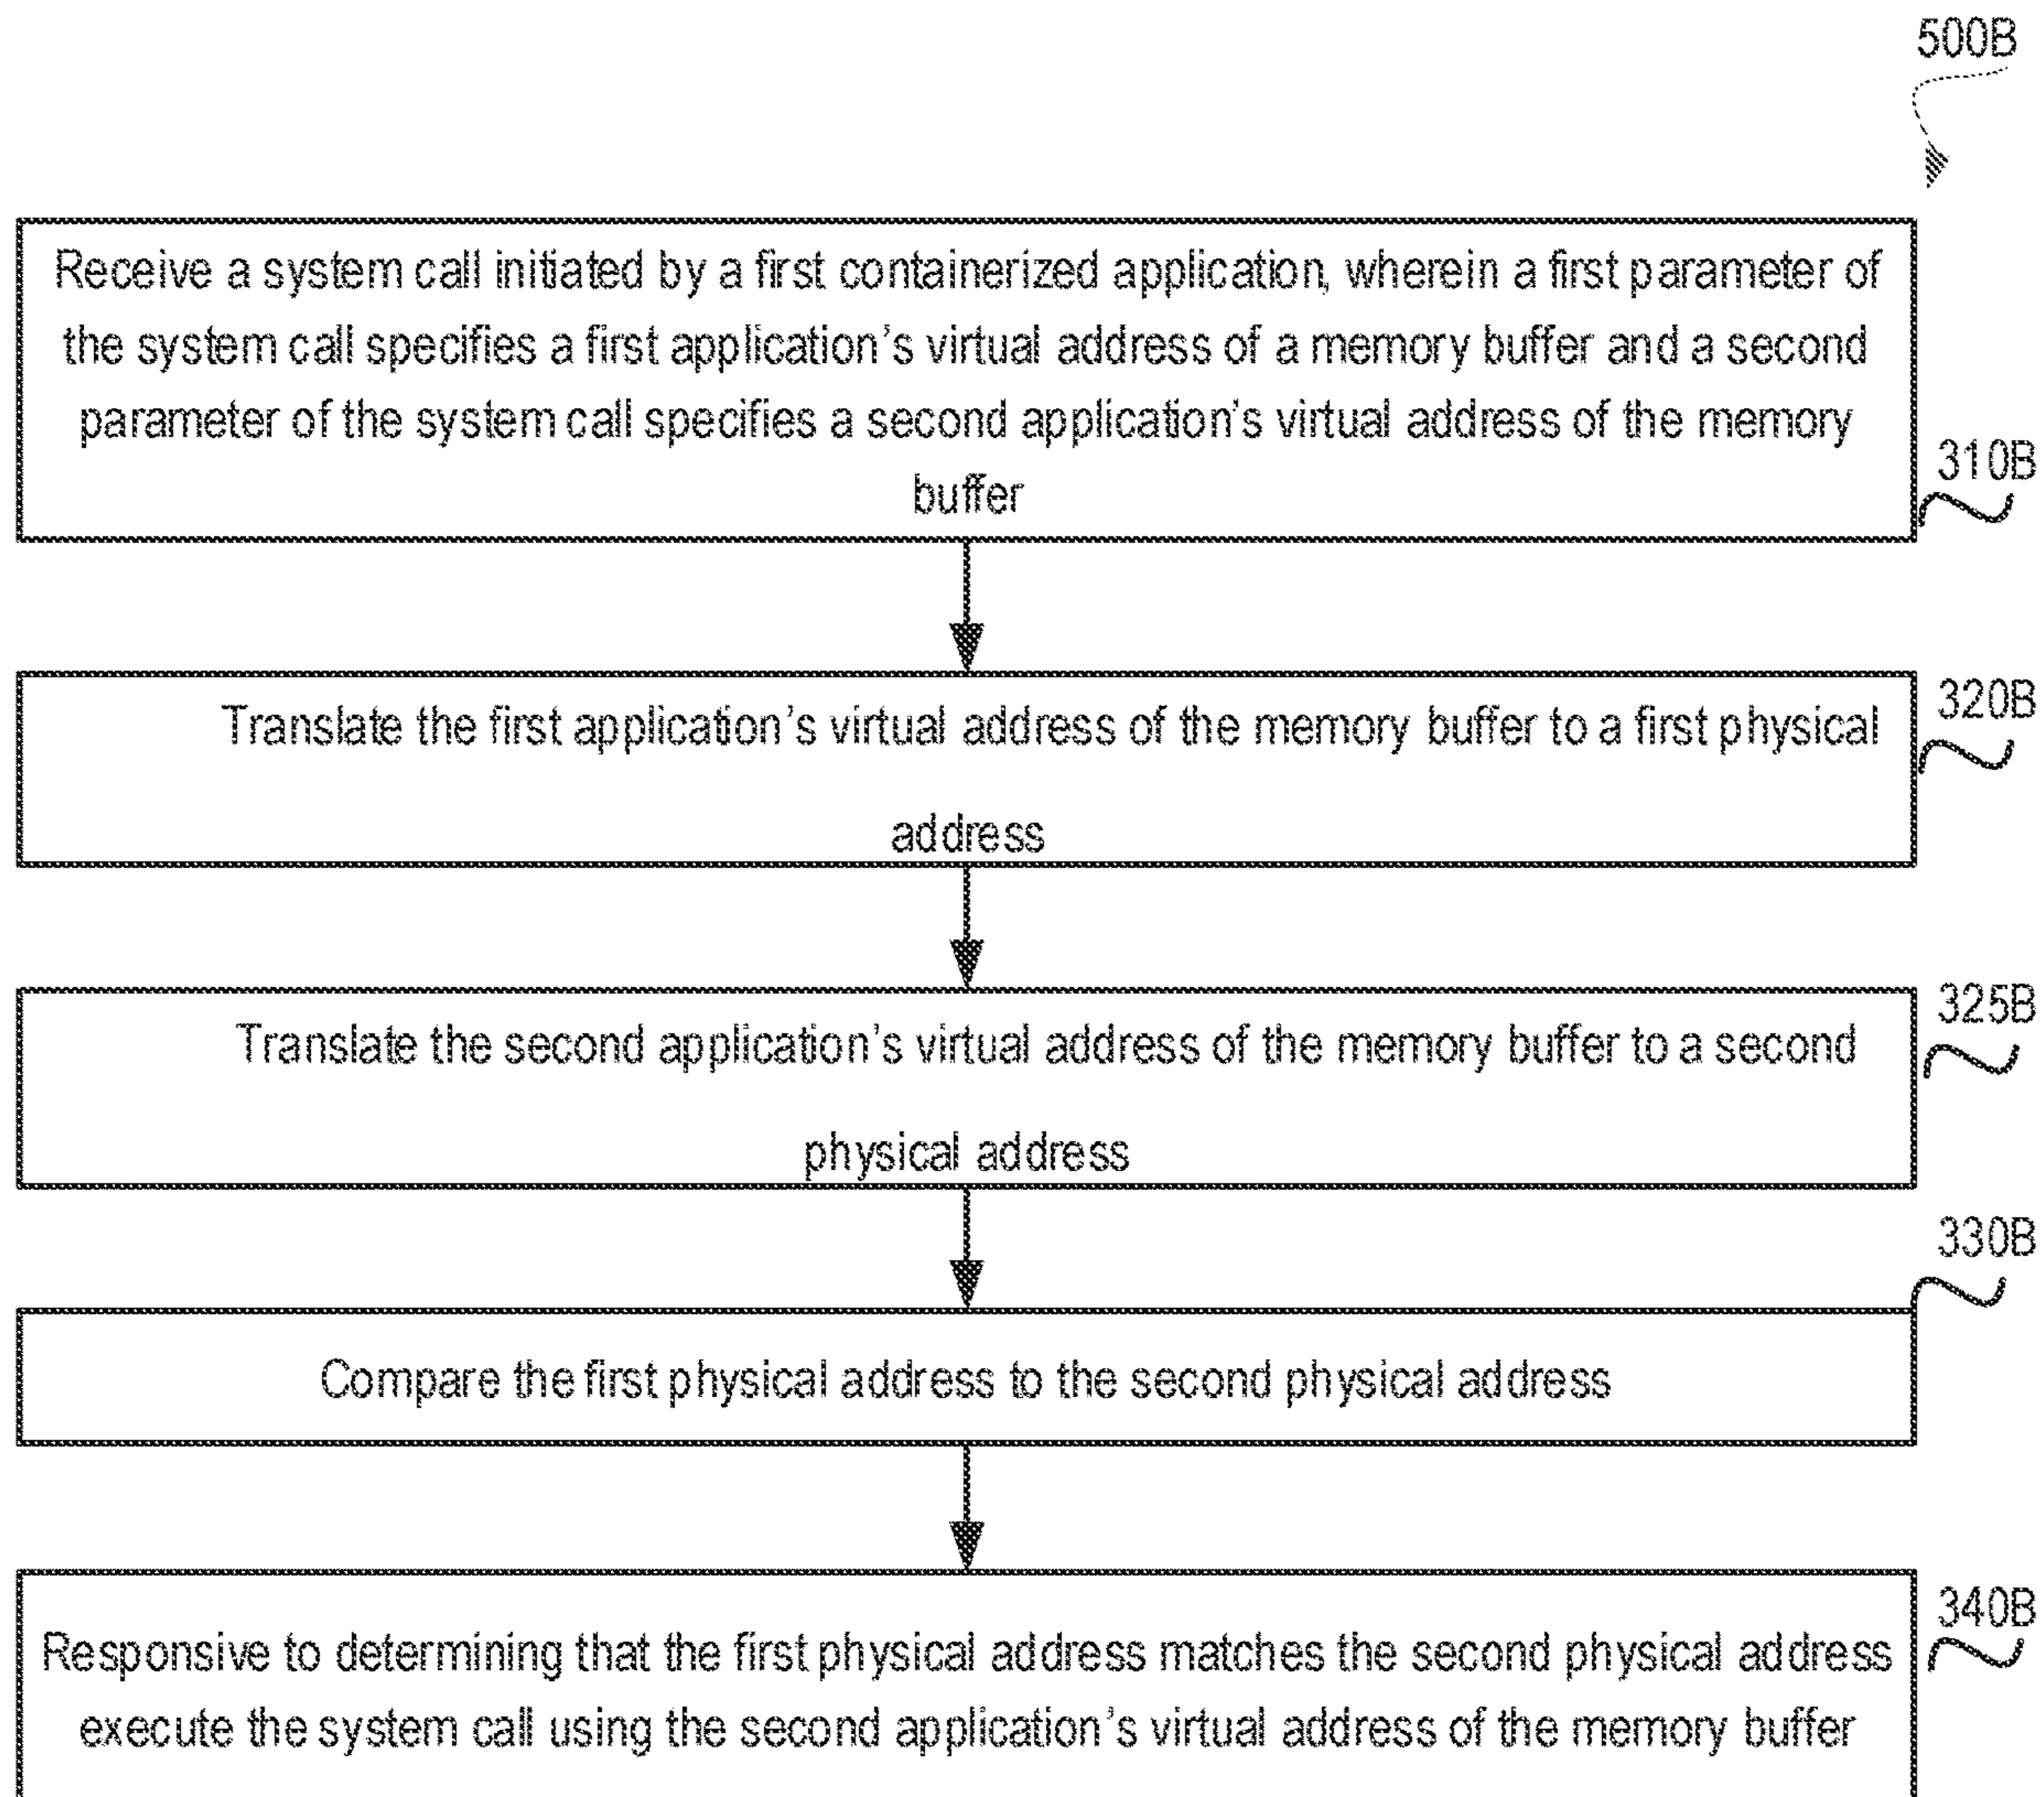 500B
Receive a system call initiated by a first containerized application, wherein a first parameter of
the system call specifies a first application's virtual address of a memory buffer and a second
parameter of the system call specifies a second application's virtual address of the memory
buffer
310B
Translate the first application's virtual address of the memory buffer to a first physical
address
320B
Translate the second application's virtual address of the memory buffer to a second
physical address
325B
330B
Compare the first physical address to the second physical address
Responsive to determining that the first physical address matches the second physical address
execute the system call using the second application's virtual address of the memory buffer
340B